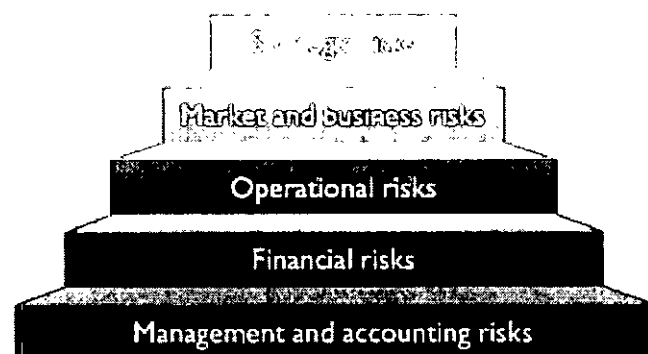 Market and business risks
Operational risks
Financial risks
Management and accounting risks